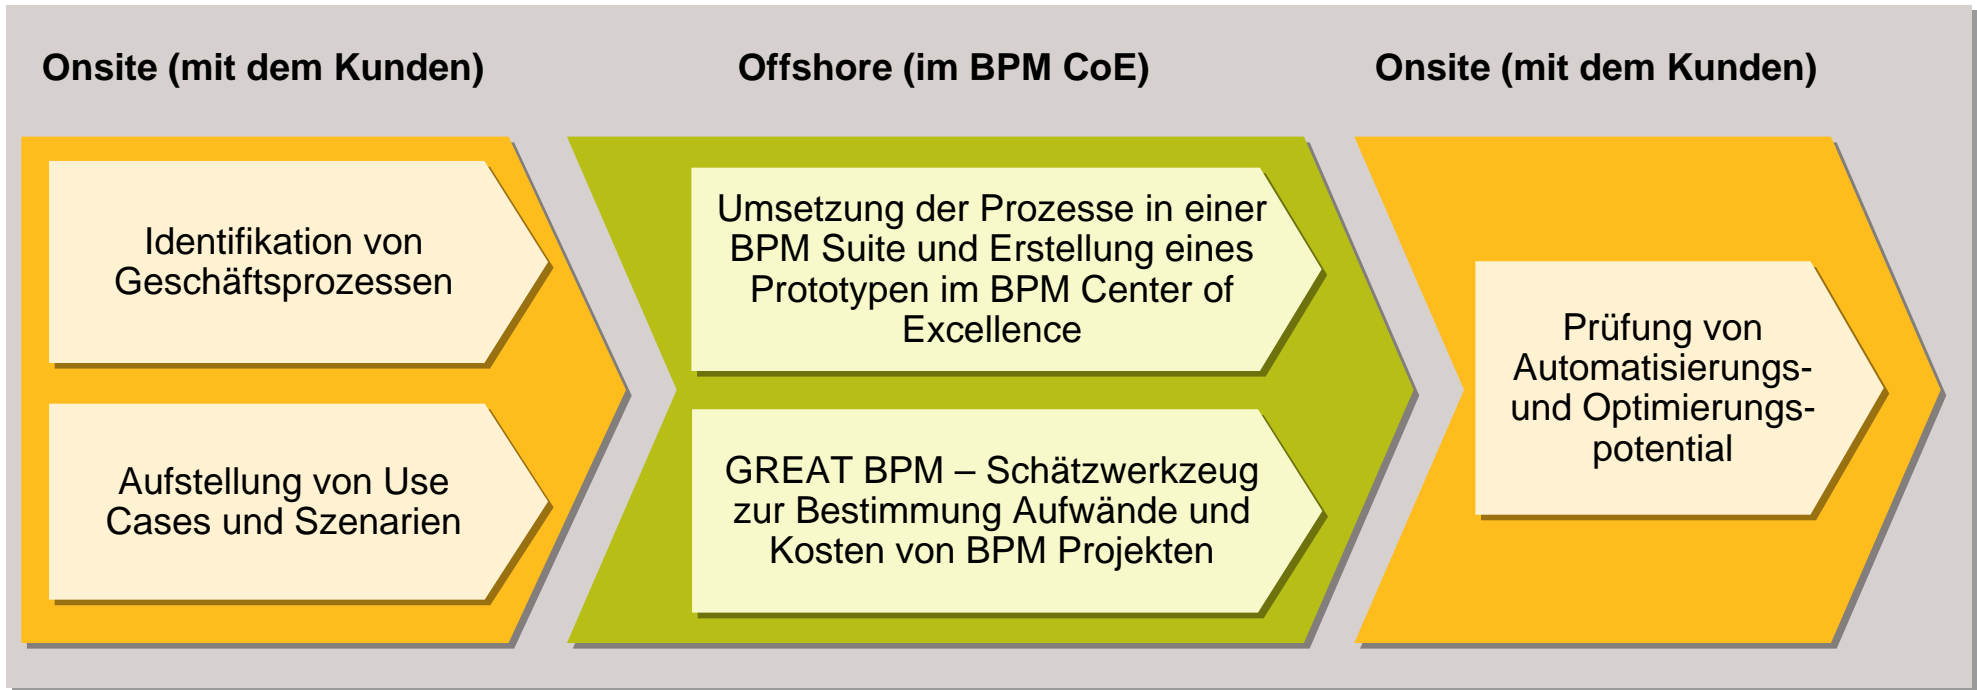 Onsite (mit dem Kunden)
Offshore (im BPM CoE)
Onsite (mit dem Kunden)
Identifikation von
Geschäftsprozessen
Aufstellung von Use
Cases und Szenarien
Umsetzung der Prozesse in einer
BPM Suite und Erstellung eines
Prototypen im BPM Center of
Excellence
GREAT BPM – Schätzwerkzeug
zur Bestimmung Aufwände und
Kosten von BPM Projekten
Prüfung von
Automatisierungs-
und Optimierungs-
potential